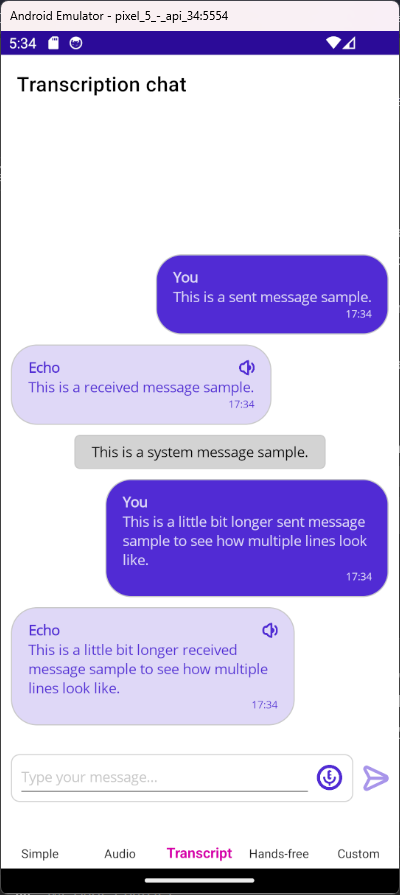 Android Emulator - pixel_5_-_api_34:5554
5:34
Transcription chat
You
This is a sent message sample.
17:34
Echo
This is a received message sample.
17:34
This is a system message sample.
You
This is a little bit longer sent message
sample to see how multiple lines look
like.
17:34
Echo
This is a little bit longer received
message sample to see how multiple
lines look like.
17:34
Type your message...
Simple
Audio
Transcript
Hands-free
Custom